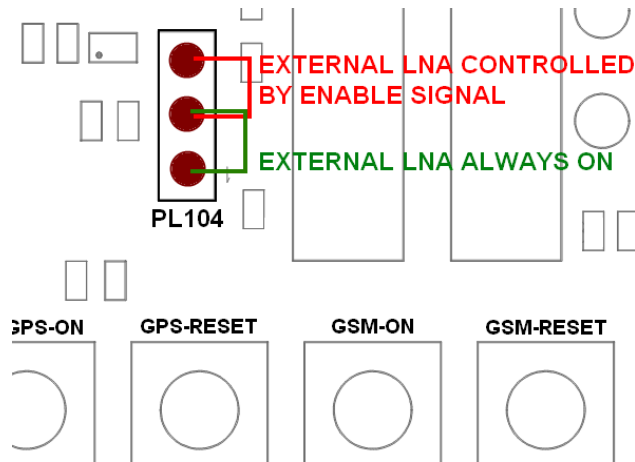 EXTERNAL LNA CONTROLLED
BY ENABLE SIGNAL
EXTERNAL LNA ALWAYS ON
PL104
GPS-ON GPS-RESET GSM-ON GSM-RESET